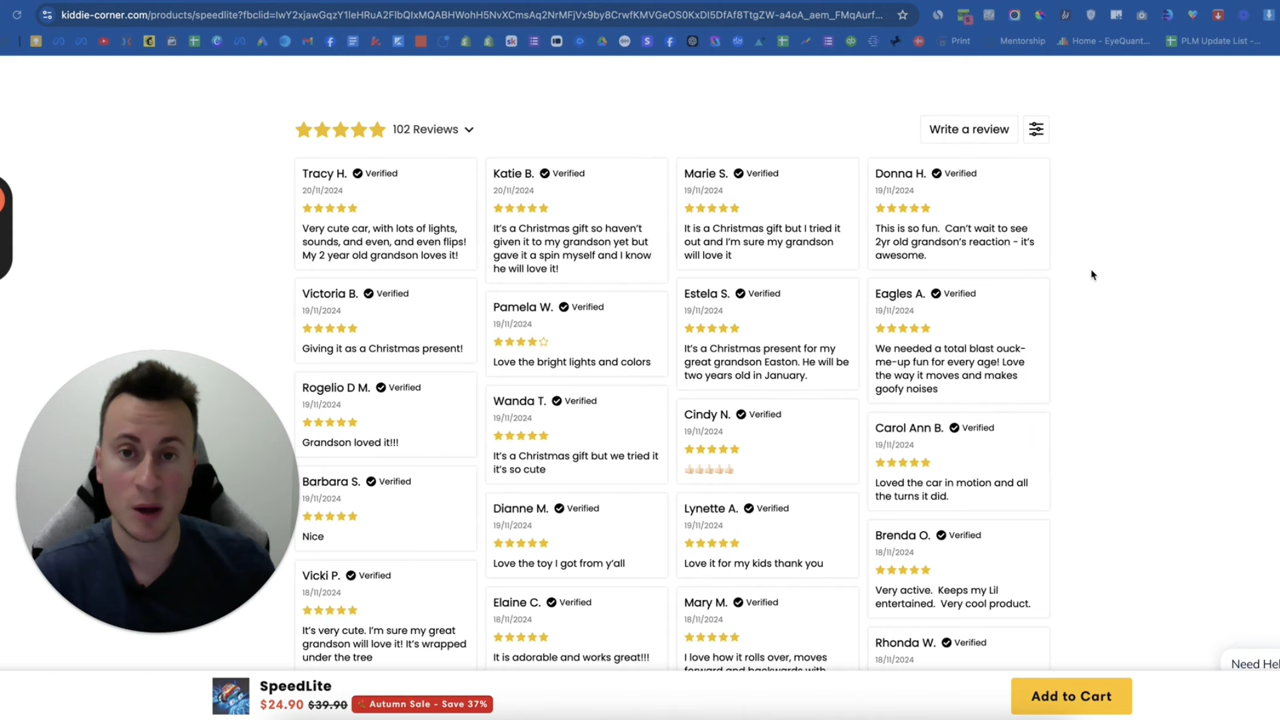 kiddie-corner.com/products/speedlite?fbclid=IwY2xjawGqzY1leHRuA2FlbQIxMQABHWohH5NvXCmsAq2NrMFjVx9by8CrwfKMVGeOS0KxDI5DfAf8TtgZW-a4oA_aem_FMqAurf...
Print
Mentorship
Home - EyeQuant...
PLM Update List -...
102 Reviews
Write a review
Tracy H. Verified
20/11/2024
Very cute car, with lots of lights,
sounds, and even, and even flips!
My 2 year old grandson loves it!
Victoria B. Verified
19/11/2024
Giving it as a Christmas present!
Rogelio D M. Verified
19/11/2024
Grandson loved it!!!
Barbara S. Verified
19/11/2024
Nice
Vicki P. Verified
18/11/2024
It's very cute. I'm sure my great
grandson will love it! It's wrapped
under the tree
Katie B. Verified
20/11/2024
It's a Christmas gift so haven't
given it to my grandson yet but
gave it a spin myself and I know
he will love it!
Pamela W. Verified
19/11/2024
Love the bright lights and colors
Wanda T. Verified
19/11/2024
It's a Christmas gift but we tried it
it's so cute
Dianne M. Verified
19/11/2024
Love the toy I got from y'all
Elaine C. Verified
18/11/2024
It is adorable and works great!!!
Marie S. Verified
19/11/2024
It is a Christmas gift but I tried it
out and I'm sure my grandson
will love it
Estela S. Verified
19/11/2024
It's a Christmas present for my
great grandson Easton. He will be
two years old in January.
Cindy N. Verified
19/11/2024
👍🏻👍🏻👍🏻👍🏻👍🏻
Lynette A. Verified
19/11/2024
Love it for my kids thank you
Mary M. Verified
18/11/2024
I love how it rolls over, moves
forward and backwards with
Donna H. Verified
19/11/2024
This is so fun. Can't wait to see
2yr old grandson's reaction - it's
awesome.
Eagles A. Verified
19/11/2024
We needed a total blast ouck-
me-up fun for every age! Love
the way it moves and makes
goofy noises
Carol Ann B. Verified
19/11/2024
Loved the car in motion and all
the turns it did.
Brenda O. Verified
18/11/2024
Very active. Keeps my Lil
entertained. Very cool product.
Rhonda W. Verified
18/11/2024
Need Hel
SpeedLite
$24.90 $39.90 Autumn Sale - Save 37%
Add to Cart